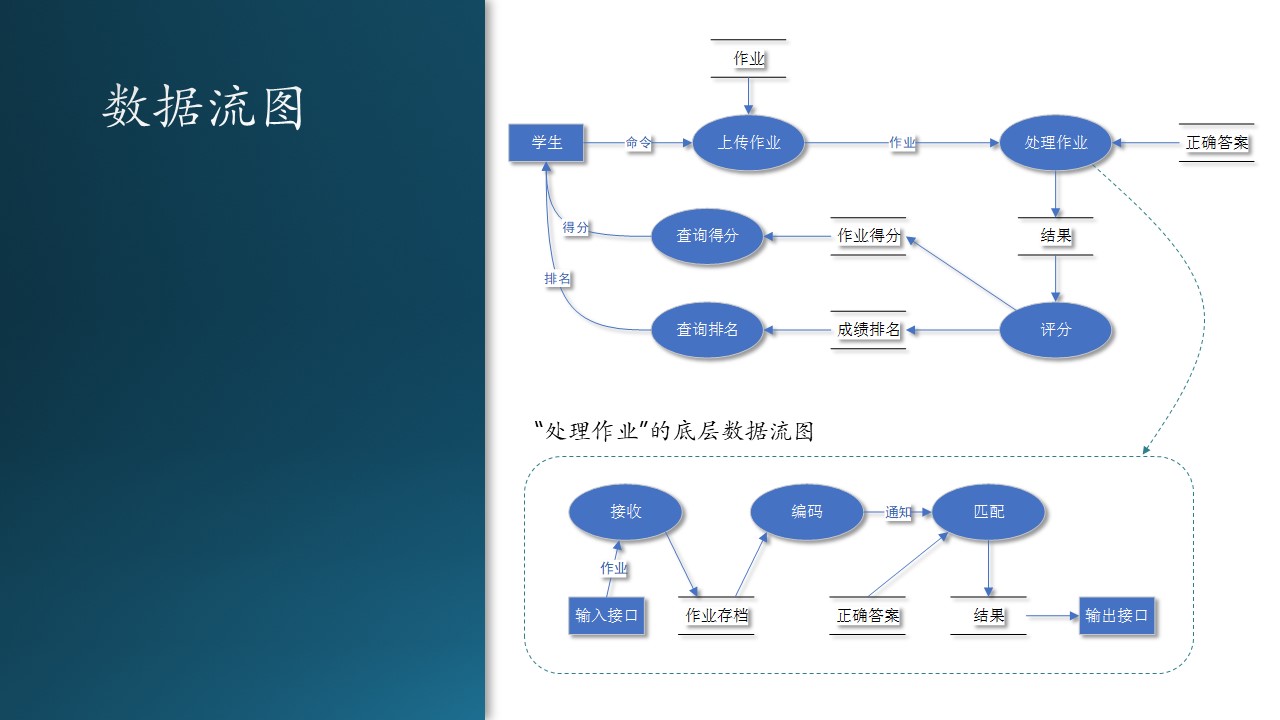 数据流图
作业
学生
命令
上传作业
作业
处理作业
正确答案
得分
查询得分
作业得分
结果
排名
查询排名
成绩排名
评分
“处理作业”的底层数据流图
接收
编码
通知
匹配
作业
输入接口
作业存档
正确答案
结果
输出接口